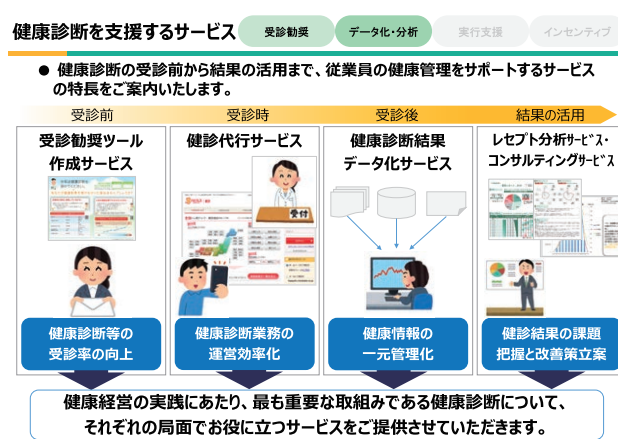 健康診断を支援するサービス
受診勧奨
データ化・分析
実行支援
インセンティブ
● 健康診断の受診前から結果の活用まで、従業員の健康管理をサポートするサービス
の特長をご案内いたします。
受診前
受診時
受診後
結果の活用
受診勧奨ツール
作成サービス
健診代行サービス
健康診断結果
データ化サービス
レセプト分析ｻｰﾋﾞｽ・
コンサルティングｻｰﾋﾞｽ
受付
健康診断等の
受診率の向上
健康診断業務の
運営効率化
健康情報の
一元管理化
健診結果の課題
把握と改善策立案
健康経営の実践にあたり、最も重要な取組みである健康診断について、
それぞれの局面でお役に立つサービスをご提供させていただきます。